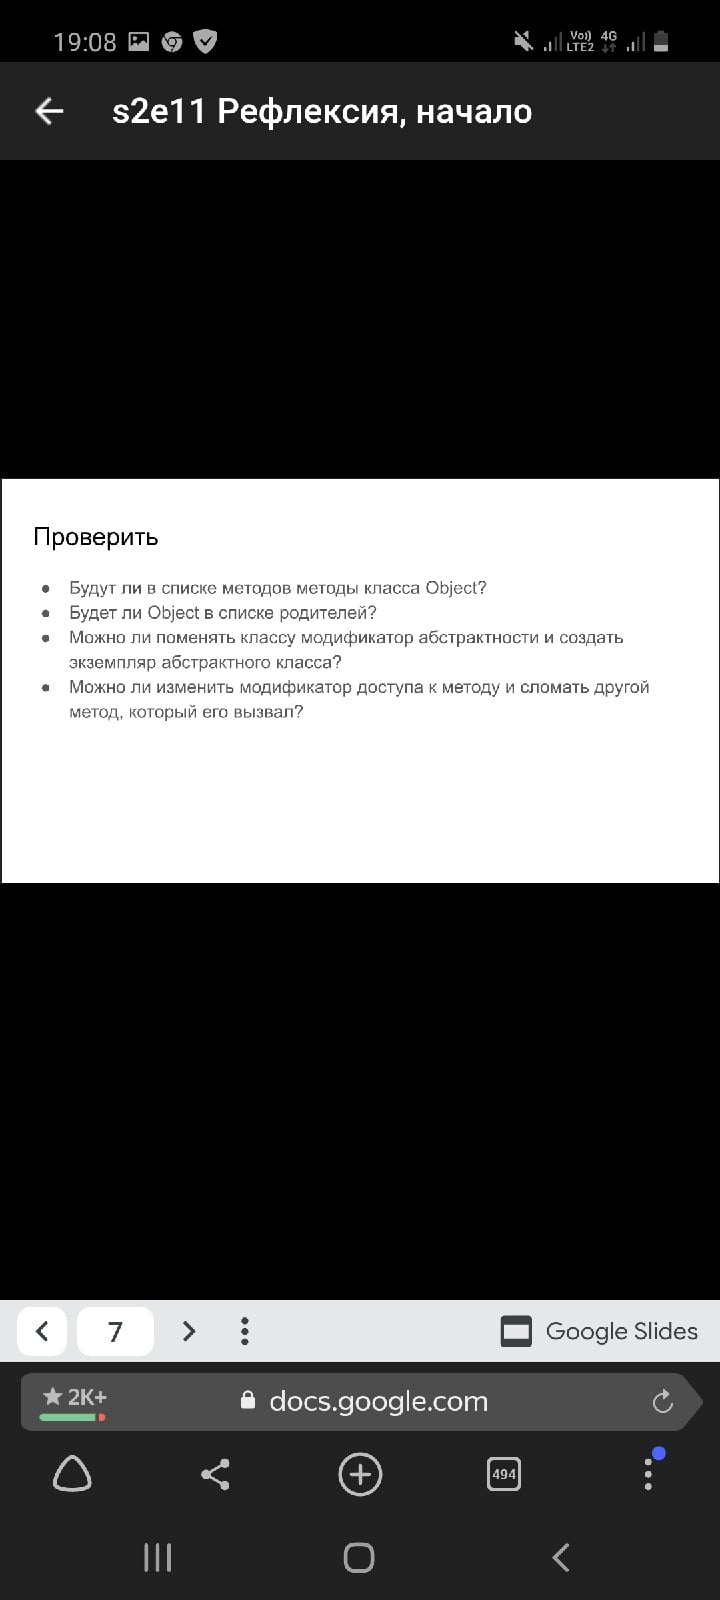 19:08 Vo)) LTE2 4G
s2e11 Рефлексия, начало
Проверить
Будут ли в списке методов методы класса Object?
Будет ли Object в списке родителей?
Можно ли поменять классу модификатор абстрактности и создать
экземпляр абстрактного класса?
Можно ли изменить модификатор доступа к методу и сломать другой
метод, который его вызвал?
7 Google Slides
2K+ docs.google.com
494